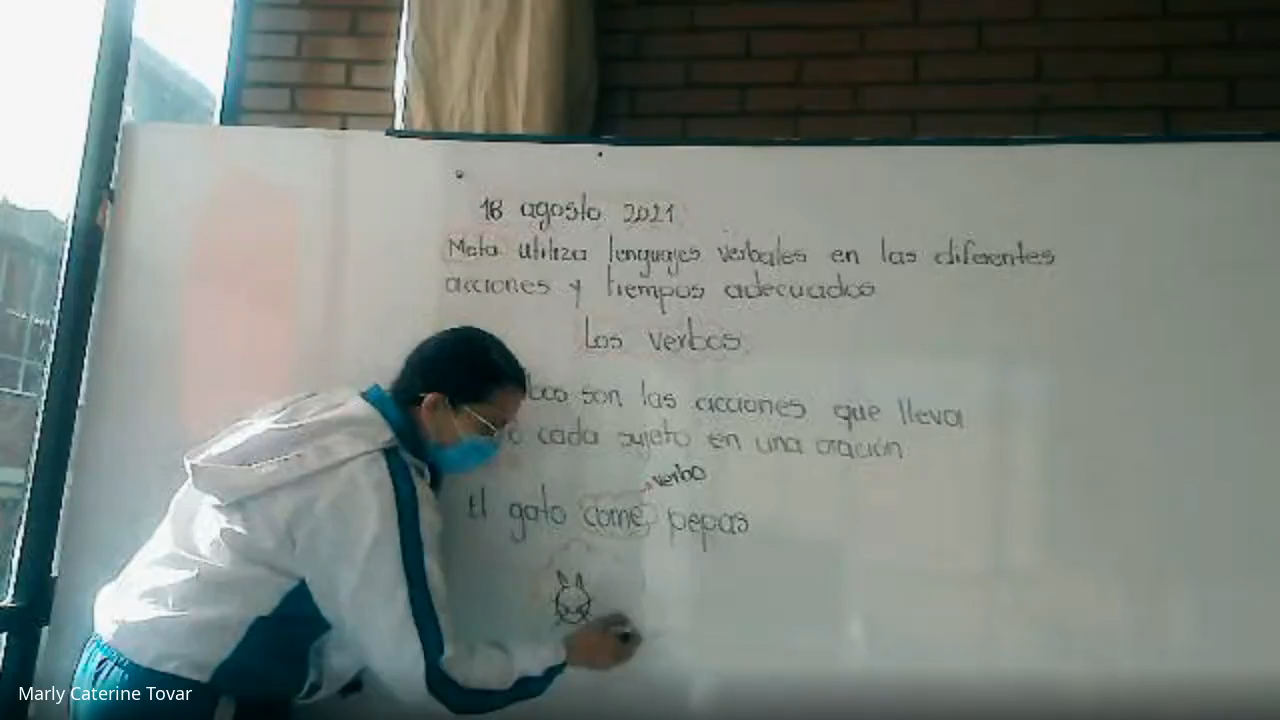 18 agosto 2021
Meta utiliza lenguajes verbales en las diferentes
acciones y tiempos adecuados
Los verbos
bos son las acciones que lleva
o cada sujeto en una oración
verbo
El gato come pepas
Marly Caterine Tovar